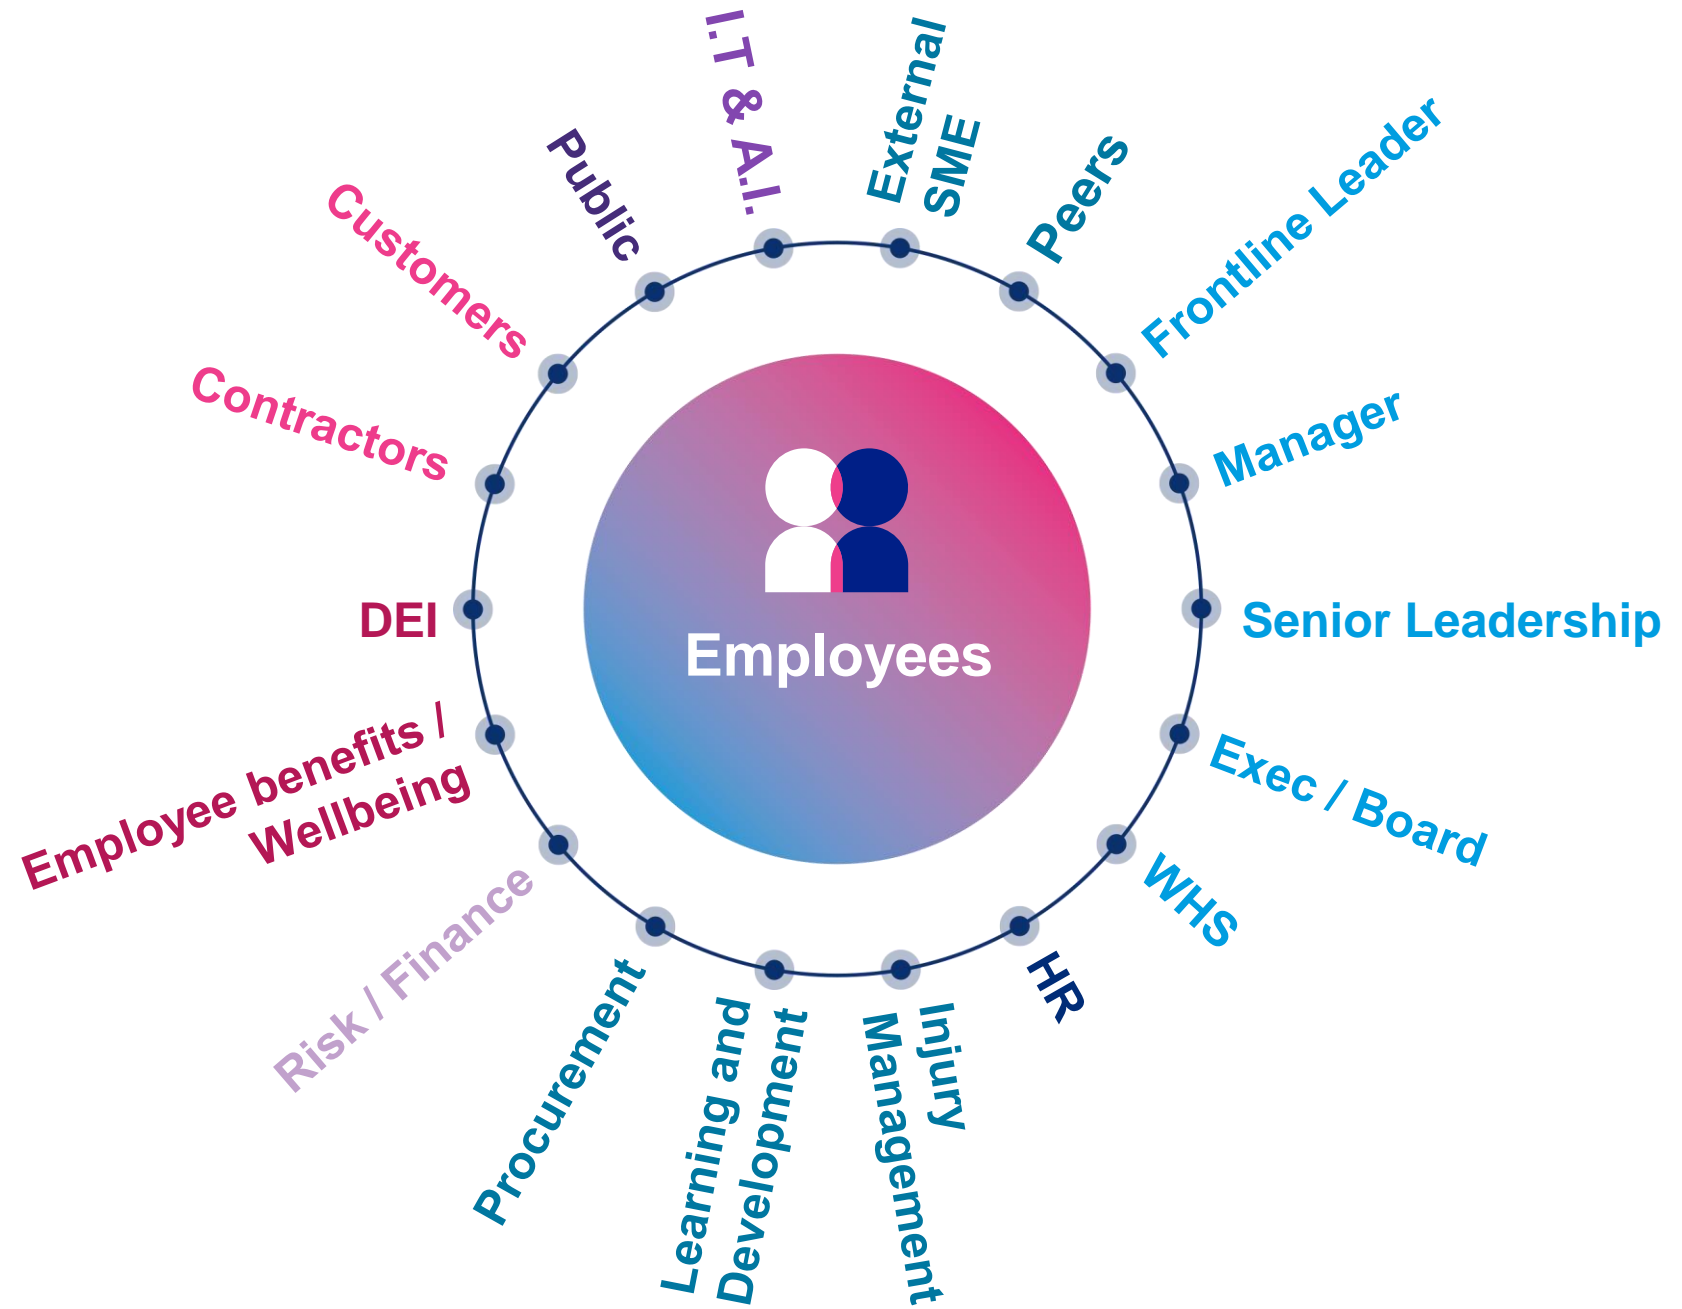 I.T & A.I.
External
SME
Peers
Frontline Leader
Manager
Senior Leadership
Exec / Board
WHS
HR
Injury
Management
Learning and
Development
Procurement
Risk / Finance
Employee benefits /
Wellbeing
DEI
Contractors
Customers
Public
Employees